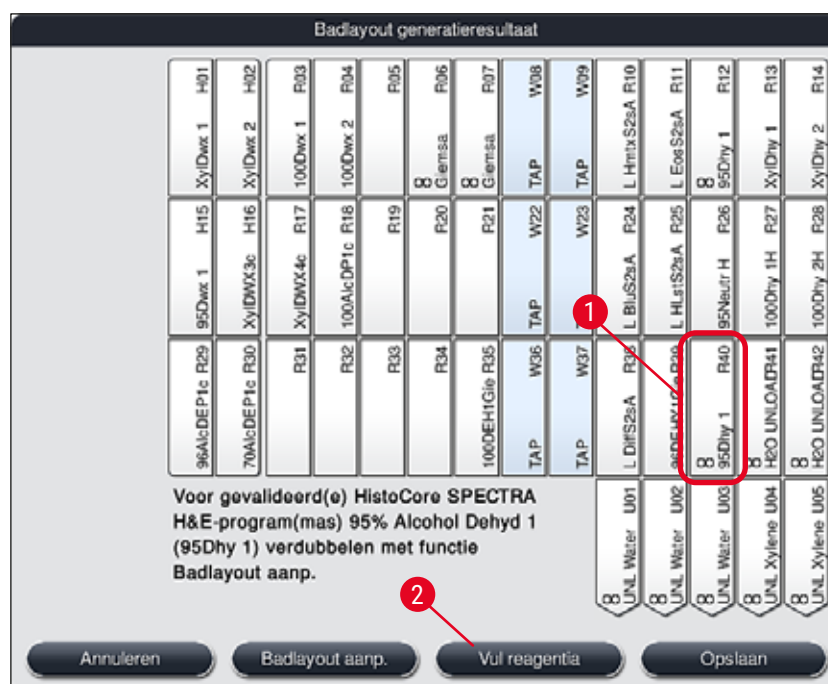 Badlayout generatieresultaat
XylDwx 1 H01
XylDwx 2 H02
100Dwx 1 R03
100Dwx 2 R04
R05
∞ Giemsa R06
∞ Giemsa R07
TAP W08
TAP W09
L HmtxS2sA R10
L EosS2sA R11
∞ 95Dhy 1 R12
XylDhy 1 R13
XylDhy 2 R14
95Dwx 1 H15
XylDWX3c H16
XylDWX4c R17
100AlcDP1c R18
R19
R20
R21
TAP W22
TAP W23
L BluS2sA R24
L HLstS2sA R25
95Neutr H R26
100Dhy 1H R27
100Dhy 2H R28
96AlcDEP1c R29
70AlcDEP1c R30
R31
R32
R33
R34
100DEH1Gie R35
TAP W36
TAP W37
L DiffS2sA R38
R39
∞ 95Dhy 1 R40
∞ H2O UNLOAD R41
∞ H2O UNLOAD R42
∞ UNL Water U01
∞ UNL Water U02
∞ UNL Water U03
∞ UNL Xylene U04
∞ UNL Xylene U05
1
Voor gevalideerd(e) HistoCore SPECTRA
H&E-program(mas) 95% Alcohol Dehyd 1
(95Dhy 1) verdubbelen met functie
Badlayout aanp.
2
Annuleren
Badlayout aanp.
Vul reagentia
Opslaan